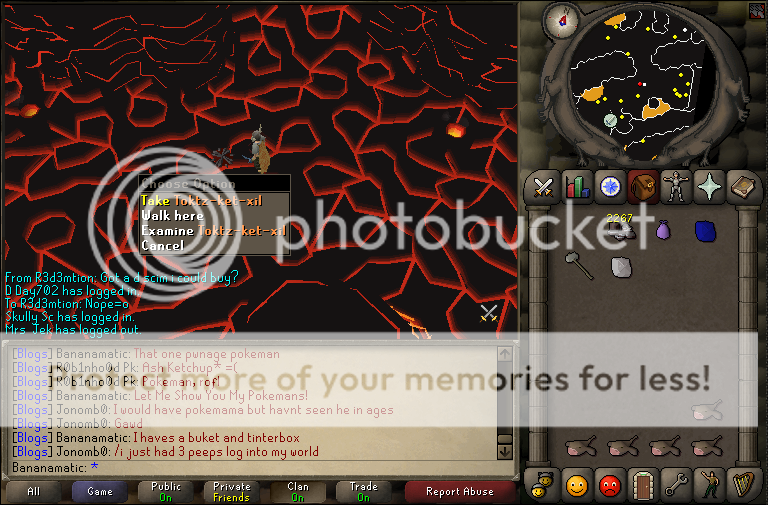 Choose Option
Take Toktz-ket-xil
Walk here
Examine Toktz-ket-xil
Cancel
2267
photobucket
From R3d3mtion: Got a d scim i could buy?
D Day702 has logged in.
To R3d3mtion: Nope=o
Skully Sc has logged in.
Mrs. Jek has logged out.
more of your memories for less!
[Blogs] Bananamatic: That one pwnage pokeman
[Blogs] R0b1nho0d Pk: Ash Ketchup* =(
[Blogs] R0b1nho0d Pk: Pokeman, rofl
[Blogs] Bananamatic: Let Me Show You My Pokemans!
[Blogs] Jonomb0: I would have pokemama but havnt seen he in ages
[Blogs] Jonomb0: Gawd
[Blogs] Bananamatic: I haves a buket and tinterbox
[Blogs] Jonomb0: /i just had 3 peeps log into my world
Bananamatic: *
All
Game
Public
On
Private
Friends
Clan
On
Trade
On
Report Abuse